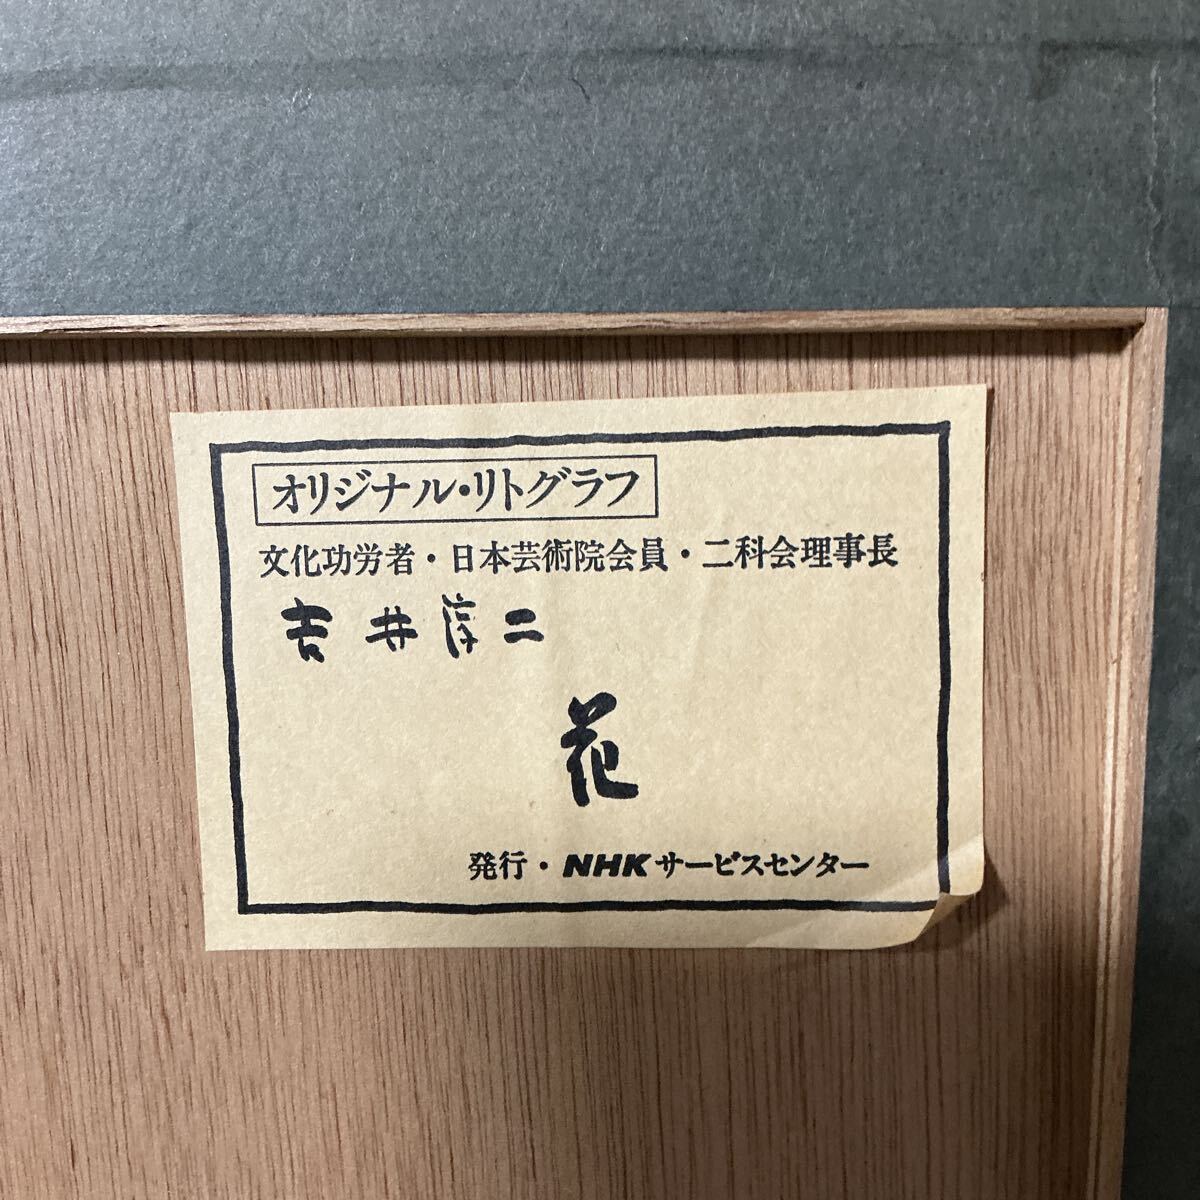 オリジナル・リトグラフ
文化功労者・日本芸術院会員・二科会理事長
吉井淳二
花
発行・NHKサービスセンター